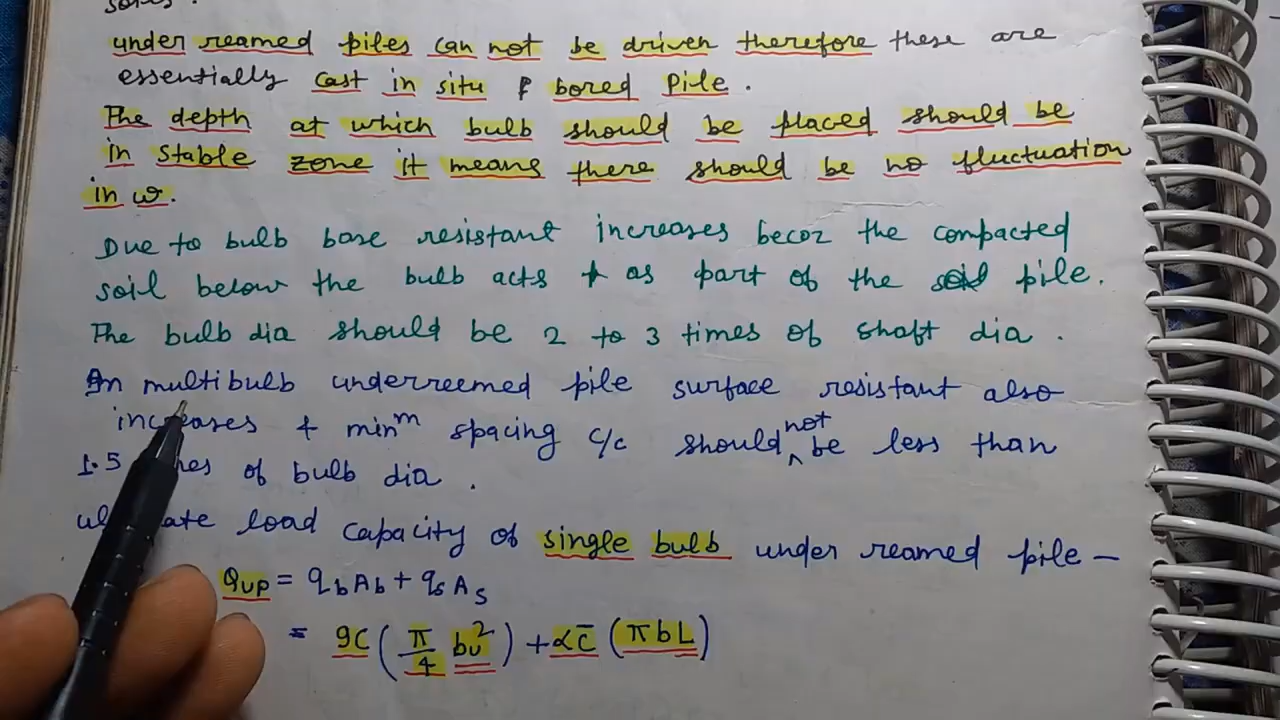 under reamed piles can not be driven therefore these are
essentially cast in situ & bored Pile.
The depth at which bulb should be placed should be
in stable zone it means there should be no fluctuation
in w.
Due to bulb base resistant increases becoz the compacted
soil below the bulb acts as part of the pile.
The bulb dia should be 2 to 3 times of shaft dia.
In multibulb underreemed pile surface resistant also
increases + minᵐ spacing c/c should not be less than
1.5 of bulb dia.
load capacity of single bulb under reamed pile -
Qup = qbAb + qsAs
= 9C (π/4 bu²) + αc̄ (πbL)